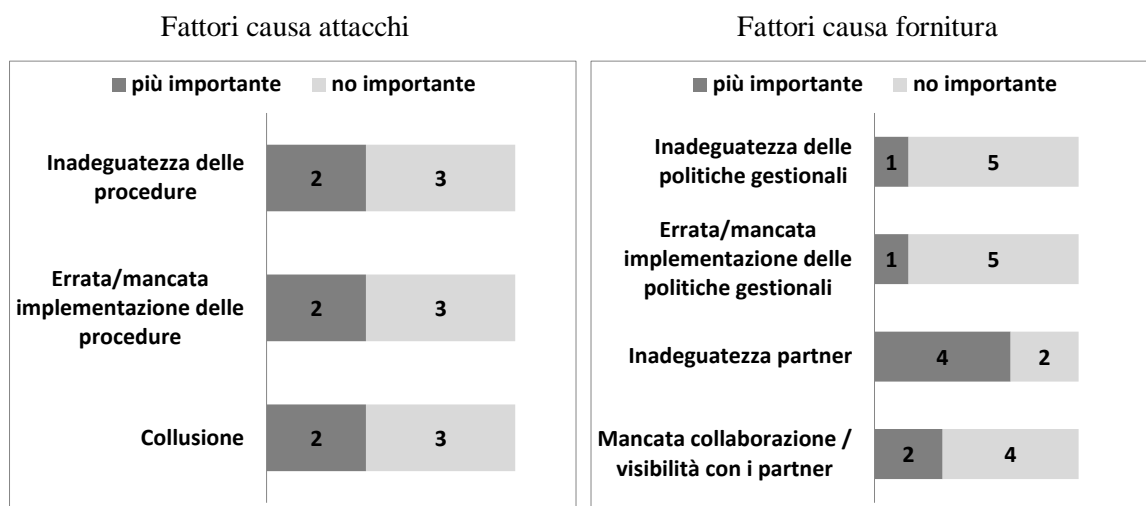 Fattori causa attacchi
più importante no importante
Inadeguatezza delle
procedure
2 3
Errata/mancata
implementazione delle
procedure
2 3
Collusione
2 3
Fattori causa fornitura
più importante no importante
Inadeguatezza delle
politiche gestionali
1 5
Errata/mancata
implementazione delle
politiche gestionali
1 5
Inadeguatezza partner
4 2
Mancata collaborazione /
visibilità con i partner
2 4